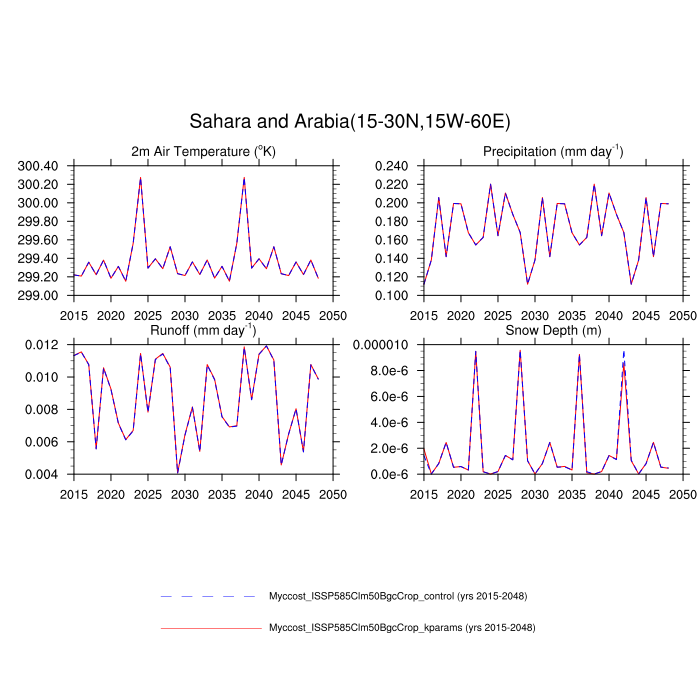 Sahara and Arabia(15-30N,15W-60E)
2m Air Temperature (°K)
300.40
300.20
300.00
299.80
299.60
299.40
299.20
299.00
2015 2020 2025 2030 2035 2040 2045 2050
Precipitation (mm day⁻¹)
0.240
0.220
0.200
0.180
0.160
0.140
0.120
0.100
2015 2020 2025 2030 2035 2040 2045 2050
Runoff (mm day⁻¹)
0.012
0.010
0.008
0.006
0.004
2015 2020 2025 2030 2035 2040 2045 2050
Snow Depth (m)
0.000010
8.0e-6
6.0e-6
4.0e-6
2.0e-6
0.0e-6
2015 2020 2025 2030 2035 2040 2045 2050
Myccost_ISSP585Clm50BgcCrop_control (yrs 2015-2048)
Myccost_ISSP585Clm50BgcCrop_kparams (yrs 2015-2048)